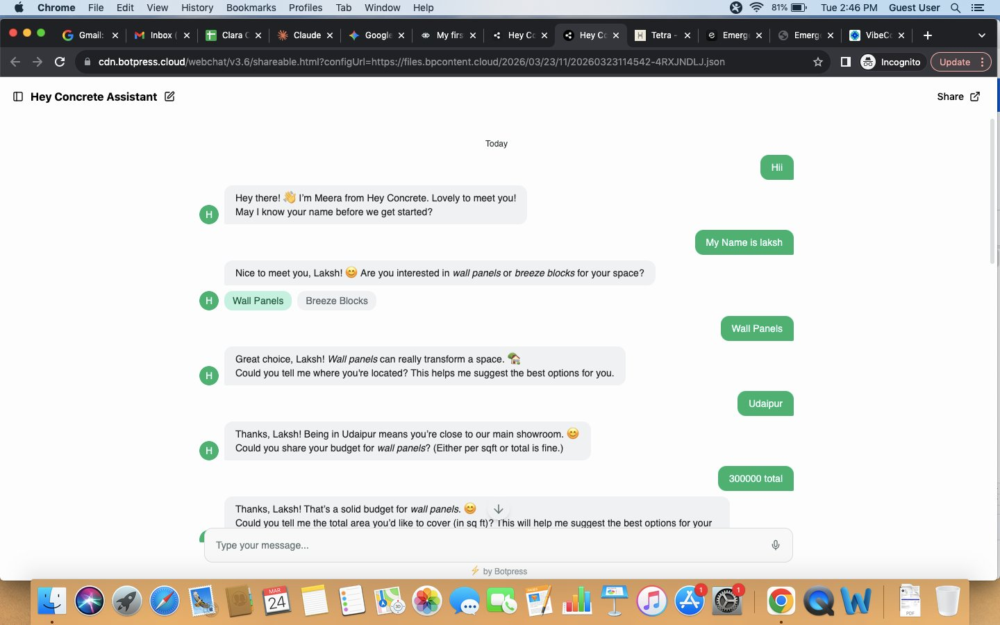 Chrome File Edit View History Bookmarks Profiles Tab Window Help 81% Tue 2:46 PM Guest User
Gmail: Inbox ( Clara C Claude Google My firs Hey Co Hey Co Tetra - Emerg Emerg VibeCo
cdn.botpress.cloud/webchat/v3.6/shareable.html?configUrl=https://files.bpcontent.cloud/2026/03/23/11/20260323114542-4RXJNDLJ.json Incognito Update
Hey Concrete Assistant Share
Today
Hii
Hey there! 👋 I'm Meera from Hey Concrete. Lovely to meet you!
May I know your name before we get started?
H
My Name is laksh
Nice to meet you, Laksh! 😊 Are you interested in wall panels or breeze blocks for your space?
H Wall Panels Breeze Blocks
Wall Panels
Great choice, Laksh! Wall panels can really transform a space. 🏡
Could you tell me where you're located? This helps me suggest the best options for you.
H
Udaipur
Thanks, Laksh! Being in Udaipur means you're close to our main showroom. 😊
Could you share your budget for wall panels? (Either per sqft or total is fine.)
H
300000 total
Thanks, Laksh! That's a solid budget for wall panels. 😊
Could you tell me the total area you'd like to cover (in sq ft)? This will help me suggest the best options for your
Type your message...
⚡ by Botpress
MAR
24
PAGES
1
1
PDF